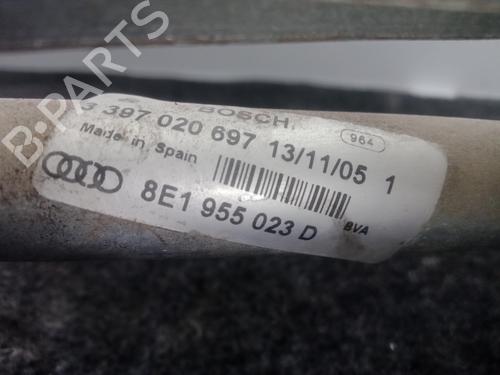 B-PARTS
BOSCH
3 397 020 697 13/11/05 1
964
Made in Spain
8E1 955 023 D
BVA